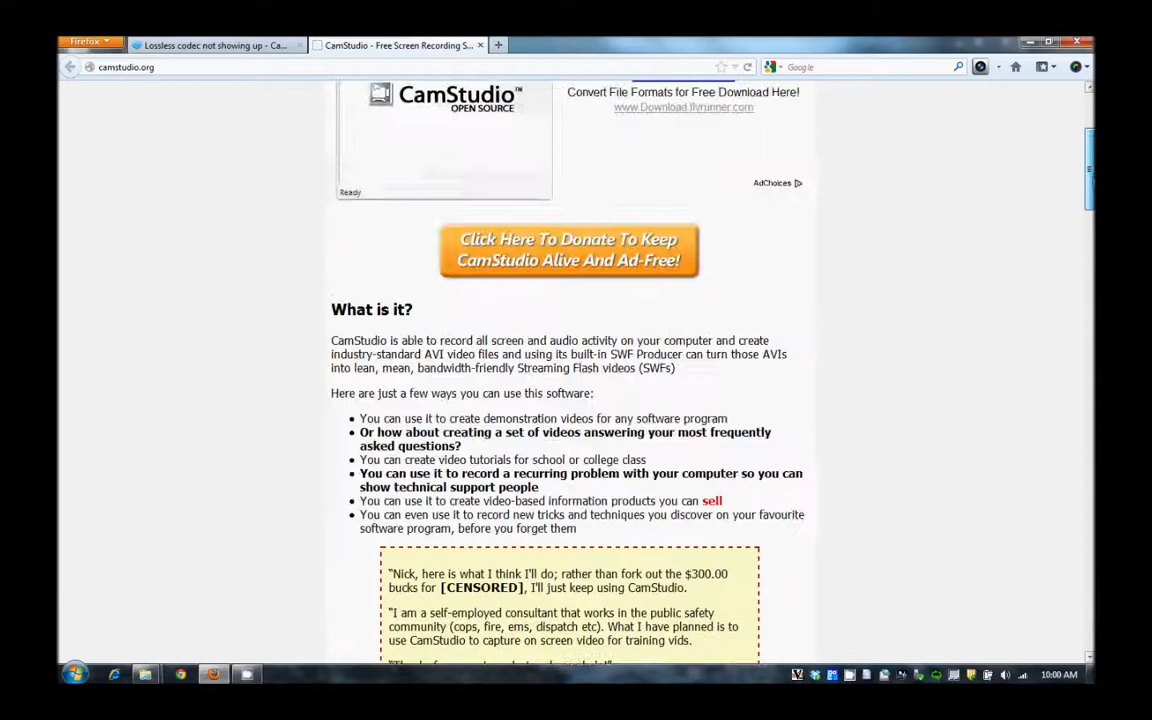 Firefox
Lossless codec not showing up - Ca...
CamStudio - Free Screen Recording S...
camstudio.org
Google
CamStudio™
OPEN SOURCE
Ready
Convert File Formats for Free Download Here!
www.Download.flvrunner.com
AdChoices
Click Here To Donate To Keep
CamStudio Alive And Ad-Free!
What is it?
CamStudio is able to record all screen and audio activity on your computer and create
industry-standard AVI video files and using its built-in SWF Producer can turn those AVIs
into lean, mean, bandwidth-friendly Streaming Flash videos (SWFs)
Here are just a few ways you can use this software:
• You can use it to create demonstration videos for any software program
• Or how about creating a set of videos answering your most frequently
asked questions?
• You can create video tutorials for school or college class
• You can use it to record a recurring problem with your computer so you can
show technical support people
• You can use it to create video-based information products you can sell
• You can even use it to record new tricks and techniques you discover on your favourite
software program, before you forget them
"Nick, here is what I think I'll do; rather than fork out the $300.00
bucks for [CENSORED], I'll just keep using CamStudio.
"I am a self-employed consultant that works in the public safety
community (cops, fire, ems, dispatch etc). What I have planned is to
use CamStudio to capture on screen video for training vids.
10:00 AM